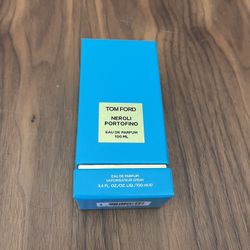 TOM FORD
NEROLI
PORTOFINO
EAU DE PARFUM
100 ML
EAU DE PARFUM
VAPORISATEUR SPRAY
3.4 FL. OZ./OZ. LIQ./100 ml ℮